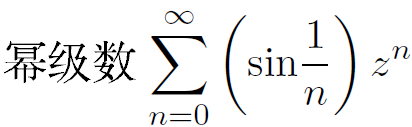 幂级数 $\sum_{n=0}^{\infty} \left( \sin \frac{1}{n} \right) z^n$